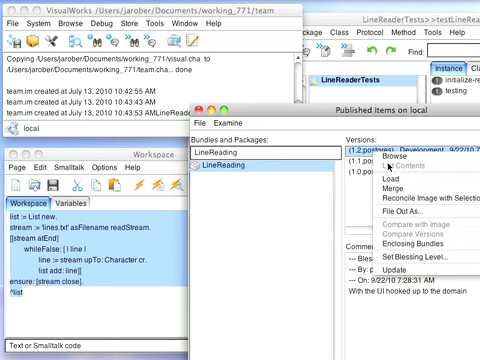 VisualWorks /Users/jarober/Documents/working_771/team
File System Browse Debug Store Tools Window Help
Copying /Users/jarober/Documents/working_771/visual.cha to
/Users/jarober/Documents/working_771/team.cha... done
team.im created at July 13, 2010 10:42:55 AM
team.im created at July 13, 2010 10:43:43 AM
team.im created at July 13, 2010 10:43:53 AMLineRea
local
LineReaderTests>>testLineRea
Class Protocol Method Tools Help
Find:
LineReaderTests
Instance Cla
initialize-r
testing
Published Items on local
File Examine
Bundles and Packages:
LineReading
LineReading
Versions:
(1.2,postgres) Development 9/22/10 7
(1.1,pos
(1.0,pos
Browse
List Contents
Load
Merge
Reconcile Image with Selectio
File Out As...
Compare with Image
Compare Versions
Enclosing Bundles
Set Blessing Level...
Update
Comme
--- Bles
--- By: p
--- On: 9/22/10 7:28:31 AM
With the UI hooked up to the domain
Workspace
Page Edit Smalltalk Options Help
Workspace Variables
list := List new.
stream := 'lines.txt' asFilename readStream.
[[stream atEnd]
whileFalse: [ | line |
line := stream upTo: Character cr.
list add: line]]
ensure: [stream close].
^list
Text or Smalltalk code